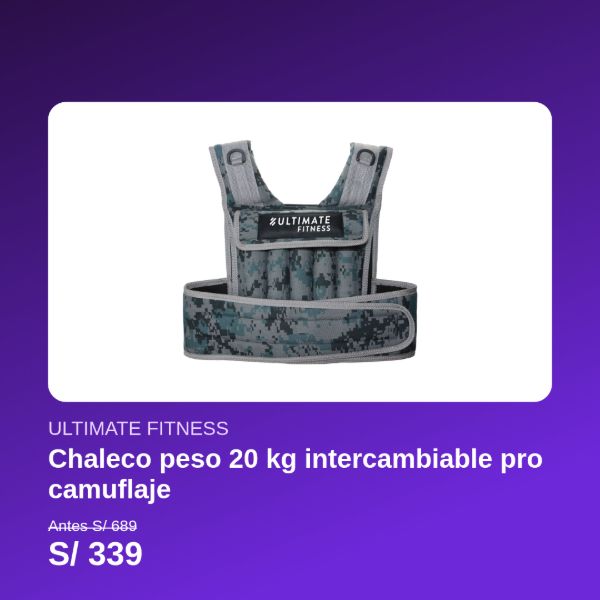 ULTIMATE
FITNESS
ULTIMATE FITNESS
Chaleco peso 20 kg intercambiable pro
camuflaje
Antes S/ 689
S/ 339